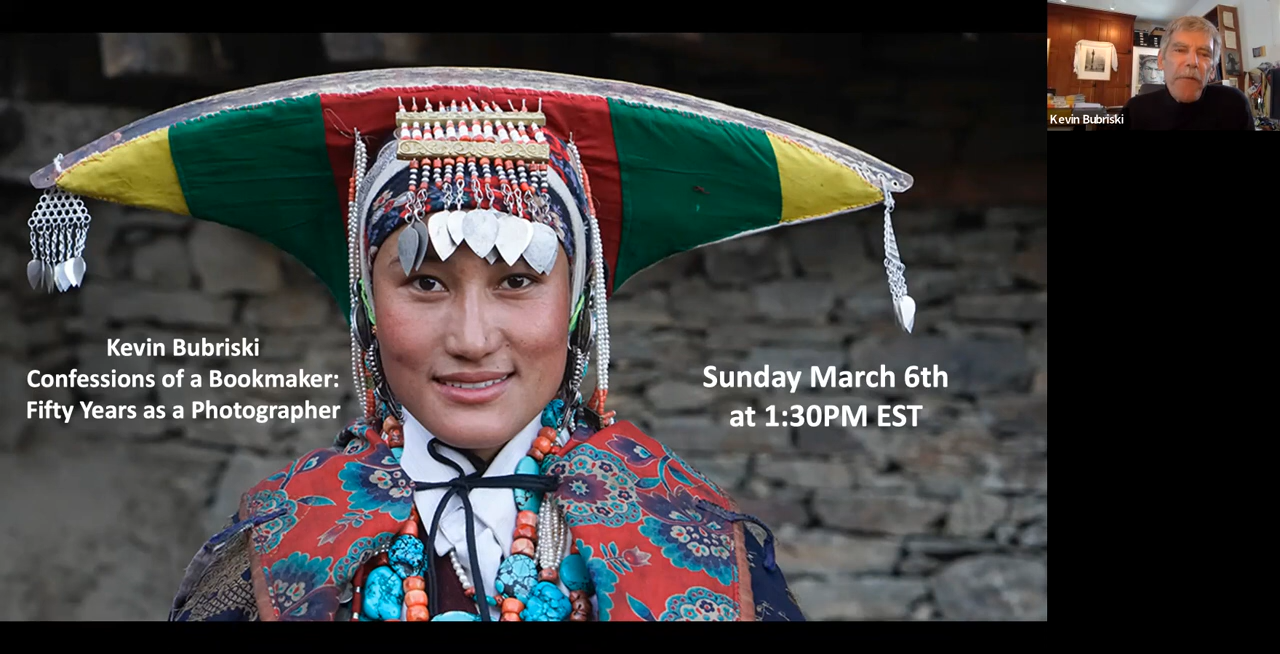 Kevin Bubriski
Confessions of a Bookmaker:
Fifty Years as a Photographer
Sunday March 6th
at 1:30PM EST
Kevin Bubriski